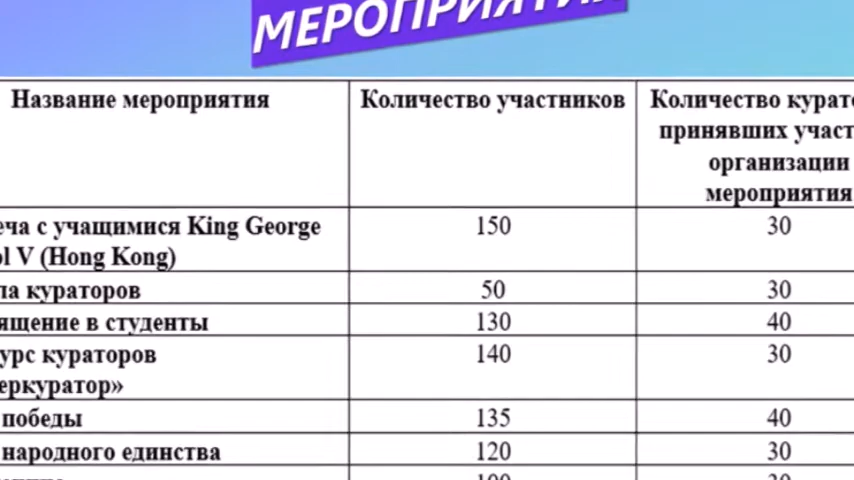 МЕРОПРИЯТИ
Название мероприятия Количество участников Количество курато
принявших участ
организации
мероприятия
еча с учащимися King George 150 30
ol V (Hong Kong)
ла кураторов 50 30
ящение в студенты 130 40
урс кураторов 140 30
еркуратор»
победы 135 40
народного единства 120 30